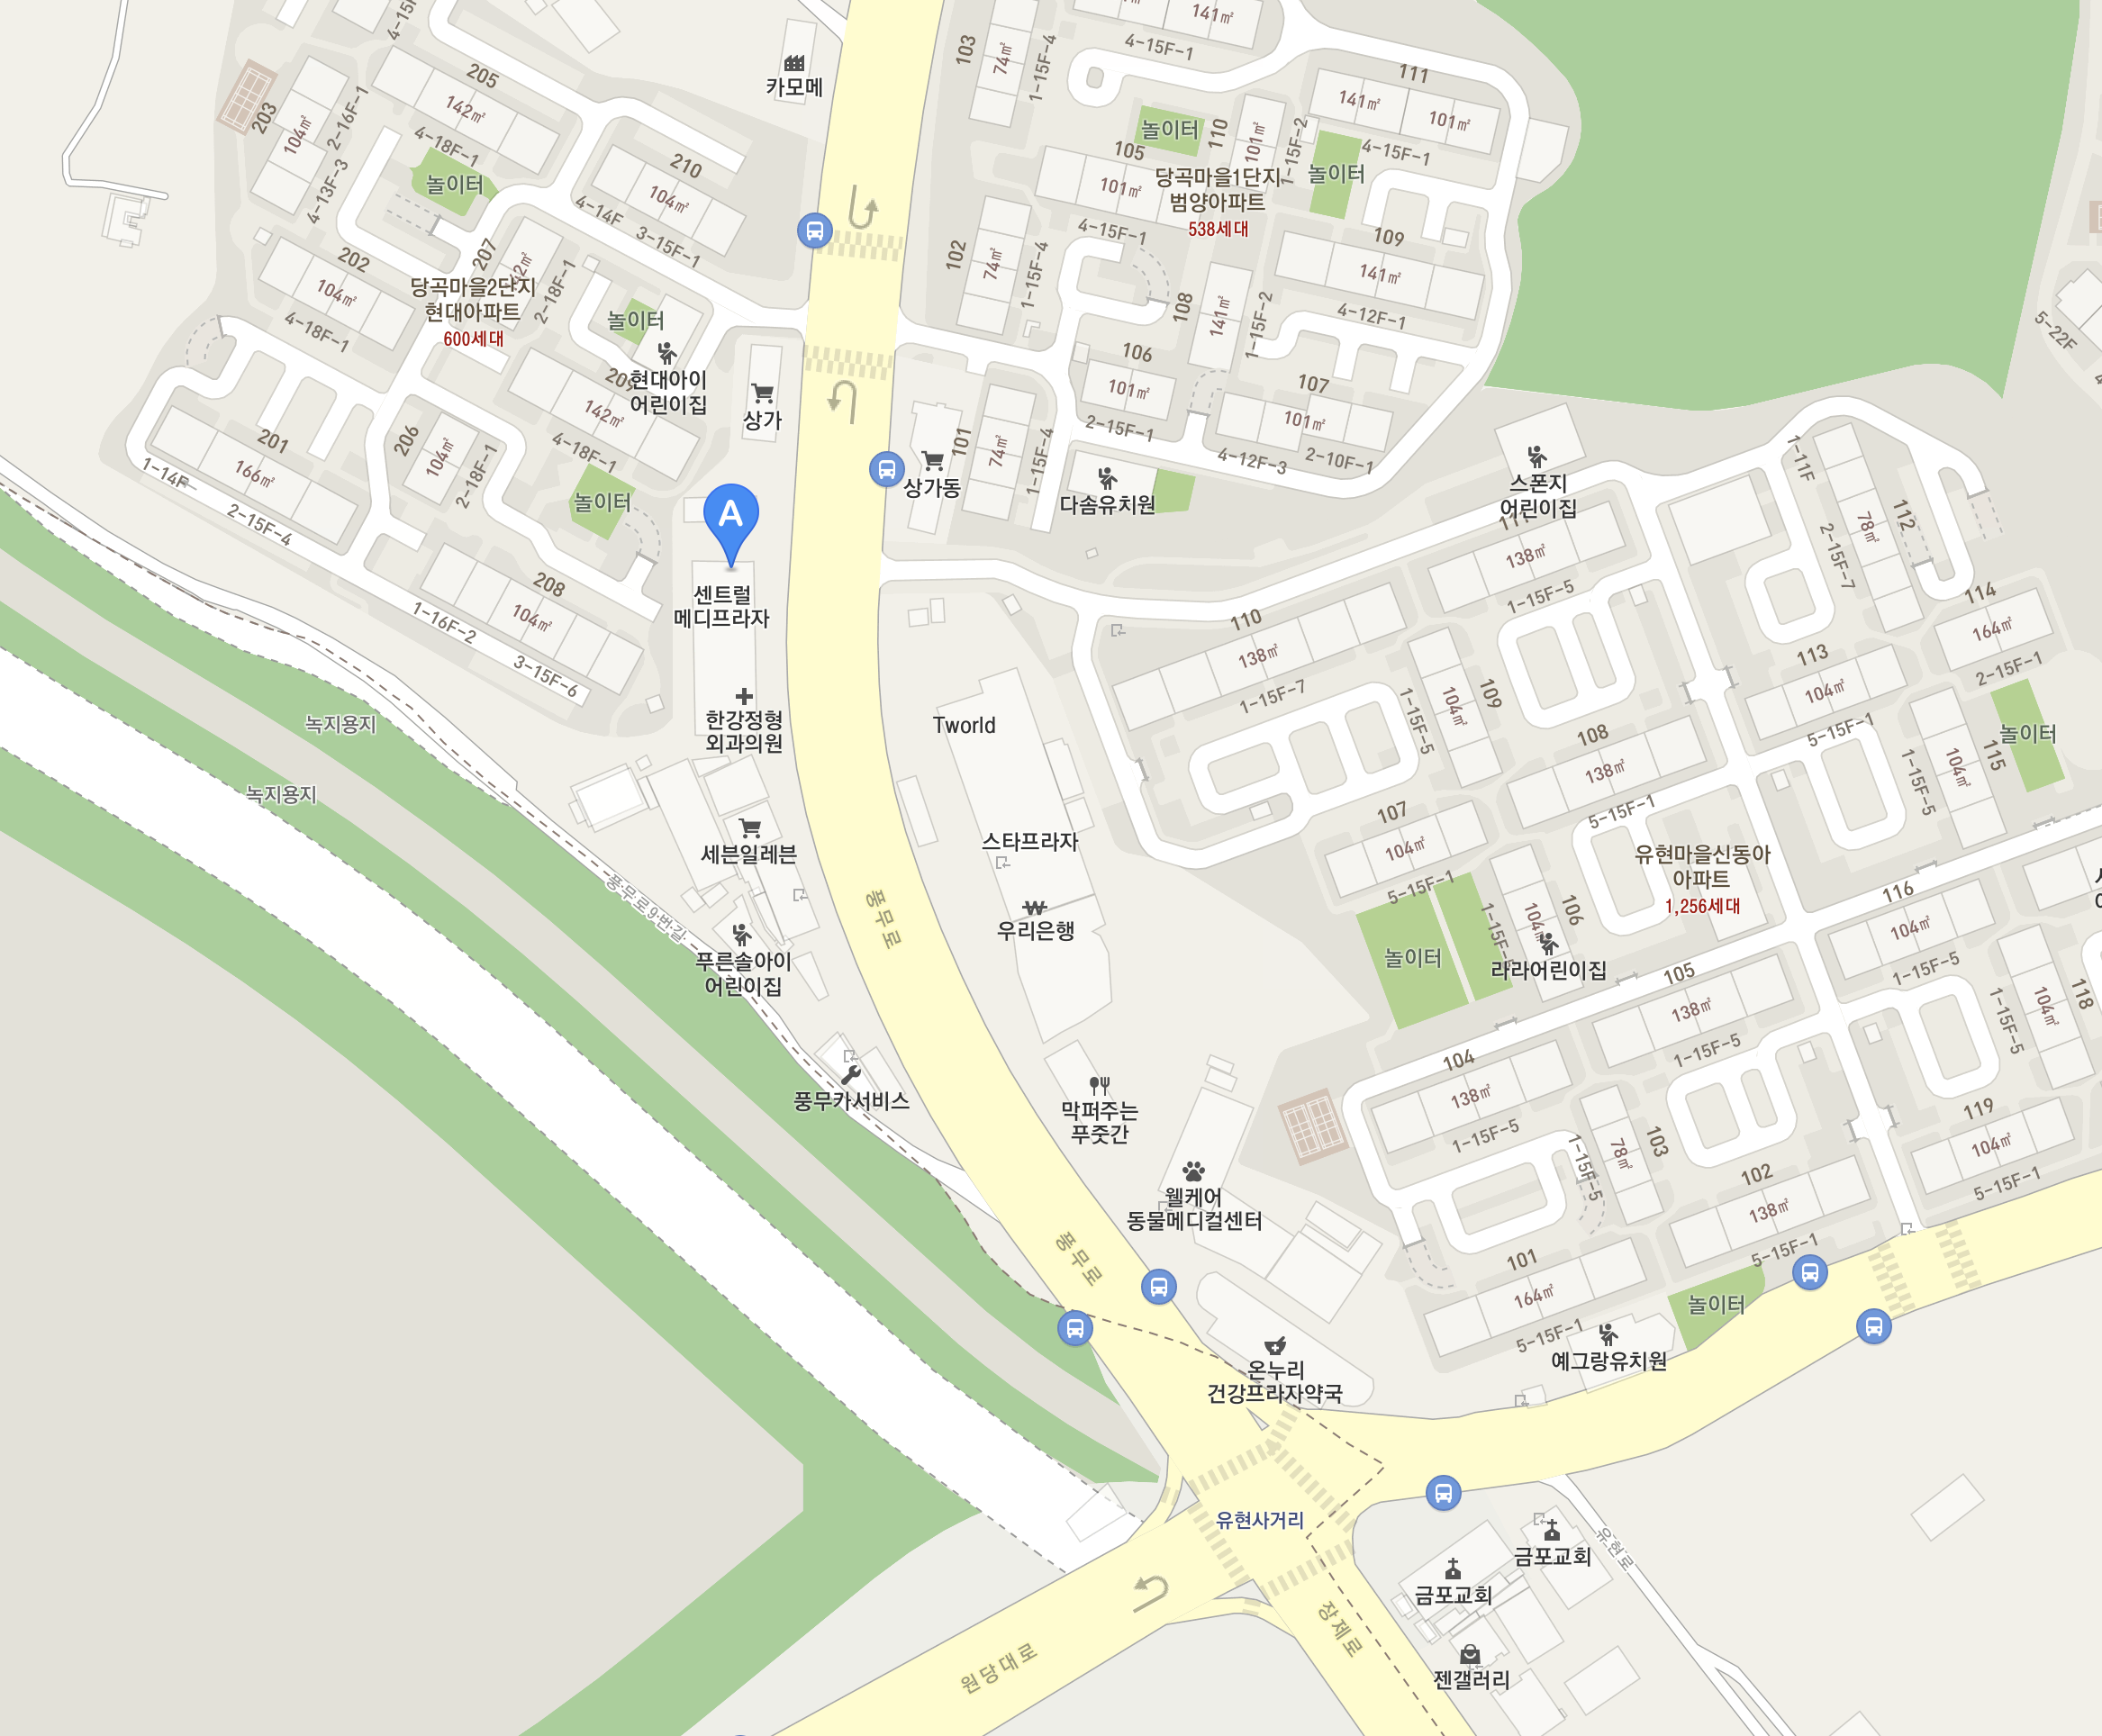 카모메
103
74㎡
1-15F-4
141㎡
4-15F-1
111
141㎡
101㎡
4-15F-1
205
142㎡
4-18F-1
203
104㎡
2-16F-1
4-13F-3
놀이터
210
104㎡
4-14F
3-15F-1
놀이터
105
101㎡
4-15F-1
110
101㎡
1-15F-2
놀이터
당곡마을1단지
범양아파트
538세대
102
74㎡
1-15F-4
109
141㎡
4-12F-1
108
141㎡
1-15F-2
202
104㎡
4-18F-1
207
2-18F-1
당곡마을2단지
현대아파트
600세대
놀이터
현대아이
어린이집
209
142㎡
4-18F-1
상가
106
101㎡
2-15F-1
107
101㎡
4-12F-3
2-10F-1
5-22F
201
166㎡
1-14F
2-15F-4
206
104㎡
2-18F-1
놀이터
상가동
101
74㎡
1-15F-4
다솜유치원
스폰지
어린이집
138㎡
1-15F-5
1-11F
78㎡
112
2-15F-7
A
센트럴
메디프라자
208
104㎡
1-16F-2
3-15F-6
110
138㎡
1-15F-7
114
164㎡
2-15F-1
113
104㎡
5-15F-1
109
104㎡
1-15F-5
한강정형
외과의원
Tworld
녹지용지
녹지용지
108
138㎡
5-15F-1
115
104㎡
1-15F-5
놀이터
세븐일레븐
스타프라자
107
104㎡
5-15F-1
유현마을신동아
아파트
1,256세대
풍무로9번길
풍무로
우리은행
푸른솔아이
어린이집
놀이터
106
라라어린이집
116
104㎡
1-15F-5
105
138㎡
1-15F-5
118
104㎡
1-15F-5
풍무카서비스
막퍼주는
푸줏간
104
138㎡
1-15F-5
103
78㎡
1-15F-5
119
104㎡
5-15F-1
웰케어
동물메디컬센터
102
138㎡
5-15F-1
풍무로
101
164㎡
5-15F-1
놀이터
예그랑유치원
온누리
건강프라자약국
유현사거리
금포교회
금포교회
유현로
장제로
원당대로
젠갤러리